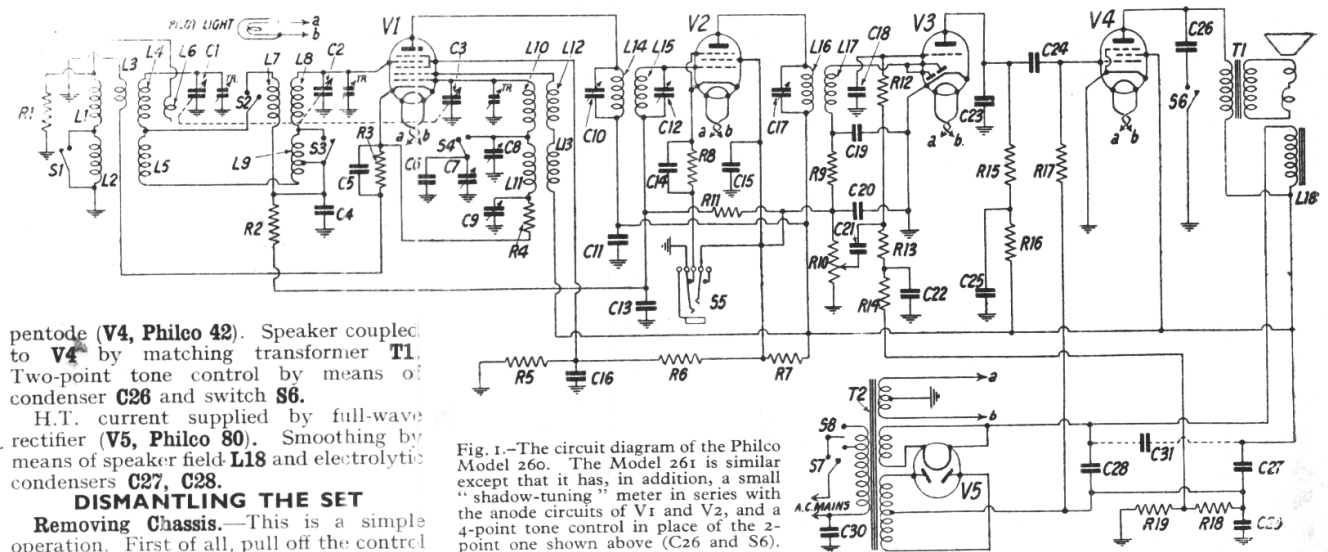 PILOT LIGHT
a
b
V1
V2
V3
V4
C26
T1
L3
L4
L6
C1
L7
L8
C2
C3
L10
L12
L14
L15
L16
L17
C18
C24
R1
L1
TR
S2
TR
TR
R12
C23
S6
S1
L2
L5
L9
S3
R3
a
b
S4
C8
L13
C10
C12
a
b
C17
C19
a
b
R15
R17
L18
C5
C6
C7
L11
C14
R8
C15
R9
C4
R2
C9
R4
C11
R11
C20
C21
R13
R16
R10
C13
S5
R14
C22
C25
R5
C16
R6
R7
T2
a
b
S8
S7
A.C. MAINS
C30
V5
C31
C28
C27
R19
R18
C29
pentode (V4, Philco 42). Speaker coupled
to V4 by matching transformer T1.
Two-point tone control by means of
condenser C26 and switch S6.
H.T. current supplied by full-wave
rectifier (V5, Philco 80). Smoothing by
means of speaker field L18 and electrolytic
condensers C27, C28.
DISMANTLING THE SET
Removing Chassis.—This is a simple
operation. First of all, pull off the control
Fig. 1.—The circuit diagram of the Philco
Model 260. The Model 261 is similar
except that it has, in addition, a small
" shadow-tuning " meter in series with
the anode circuits of V1 and V2, and a
4-point tone control in place of the 2-
point one shown above (C26 and S6).